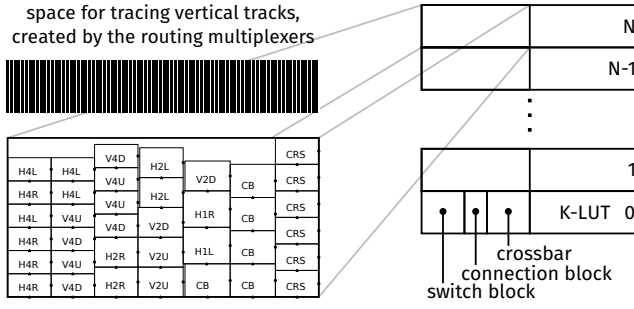 space for tracing vertical tracks,
created by the routing multiplexers
N
N-1
1
K-LUT 0
crossbar
connection block
switch block
CRS
V4D H2L
H4L H4L V2D CRS
V4U CB
H4R H4L H2L
V4U CRS
H4L V4U H1R CB
V4D V2D CRS
H4R V4D
H4R V4U H2R V2U H1L CB CRS
H4R V4D H2R V2U CB CB CRS